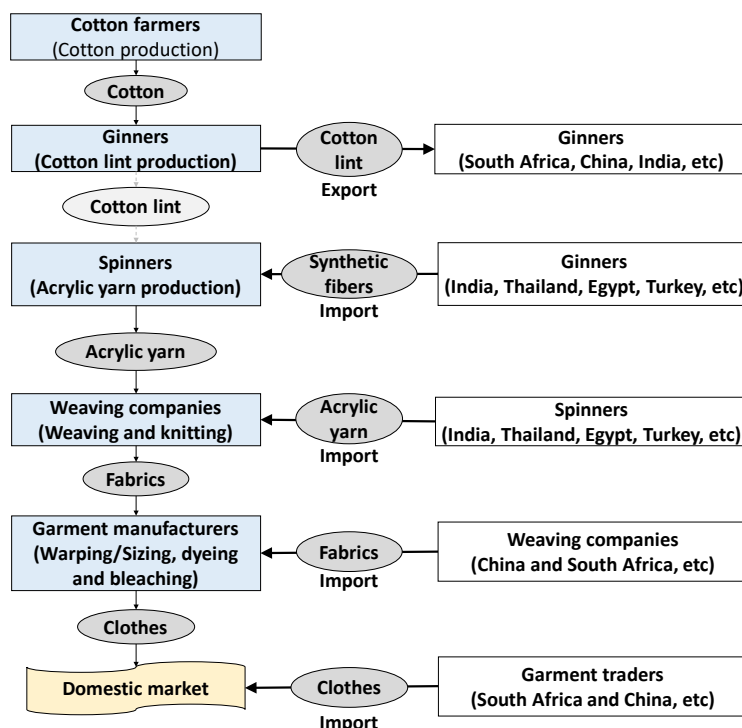 Cotton farmers
(Cotton production)
Cotton
Ginners
(Cotton lint production)
Cotton
lint
Export
Ginners
(South Africa, China, India, etc)
Cotton lint
Spinners
(Acrylic yarn production)
Synthetic
fibers
Import
Ginners
(India, Thailand, Egypt, Turkey, etc)
Acrylic yarn
Weaving companies
(Weaving and knitting)
Acrylic
yarn
Import
Spinners
(India, Thailand, Egypt, Turkey, etc)
Fabrics
Garment manufacturers
(Warping/Sizing, dyeing
and bleaching)
Fabrics
Import
Weaving companies
(China and South Africa, etc)
Clothes
Domestic market
Clothes
Import
Garment traders
(South Africa and China, etc)